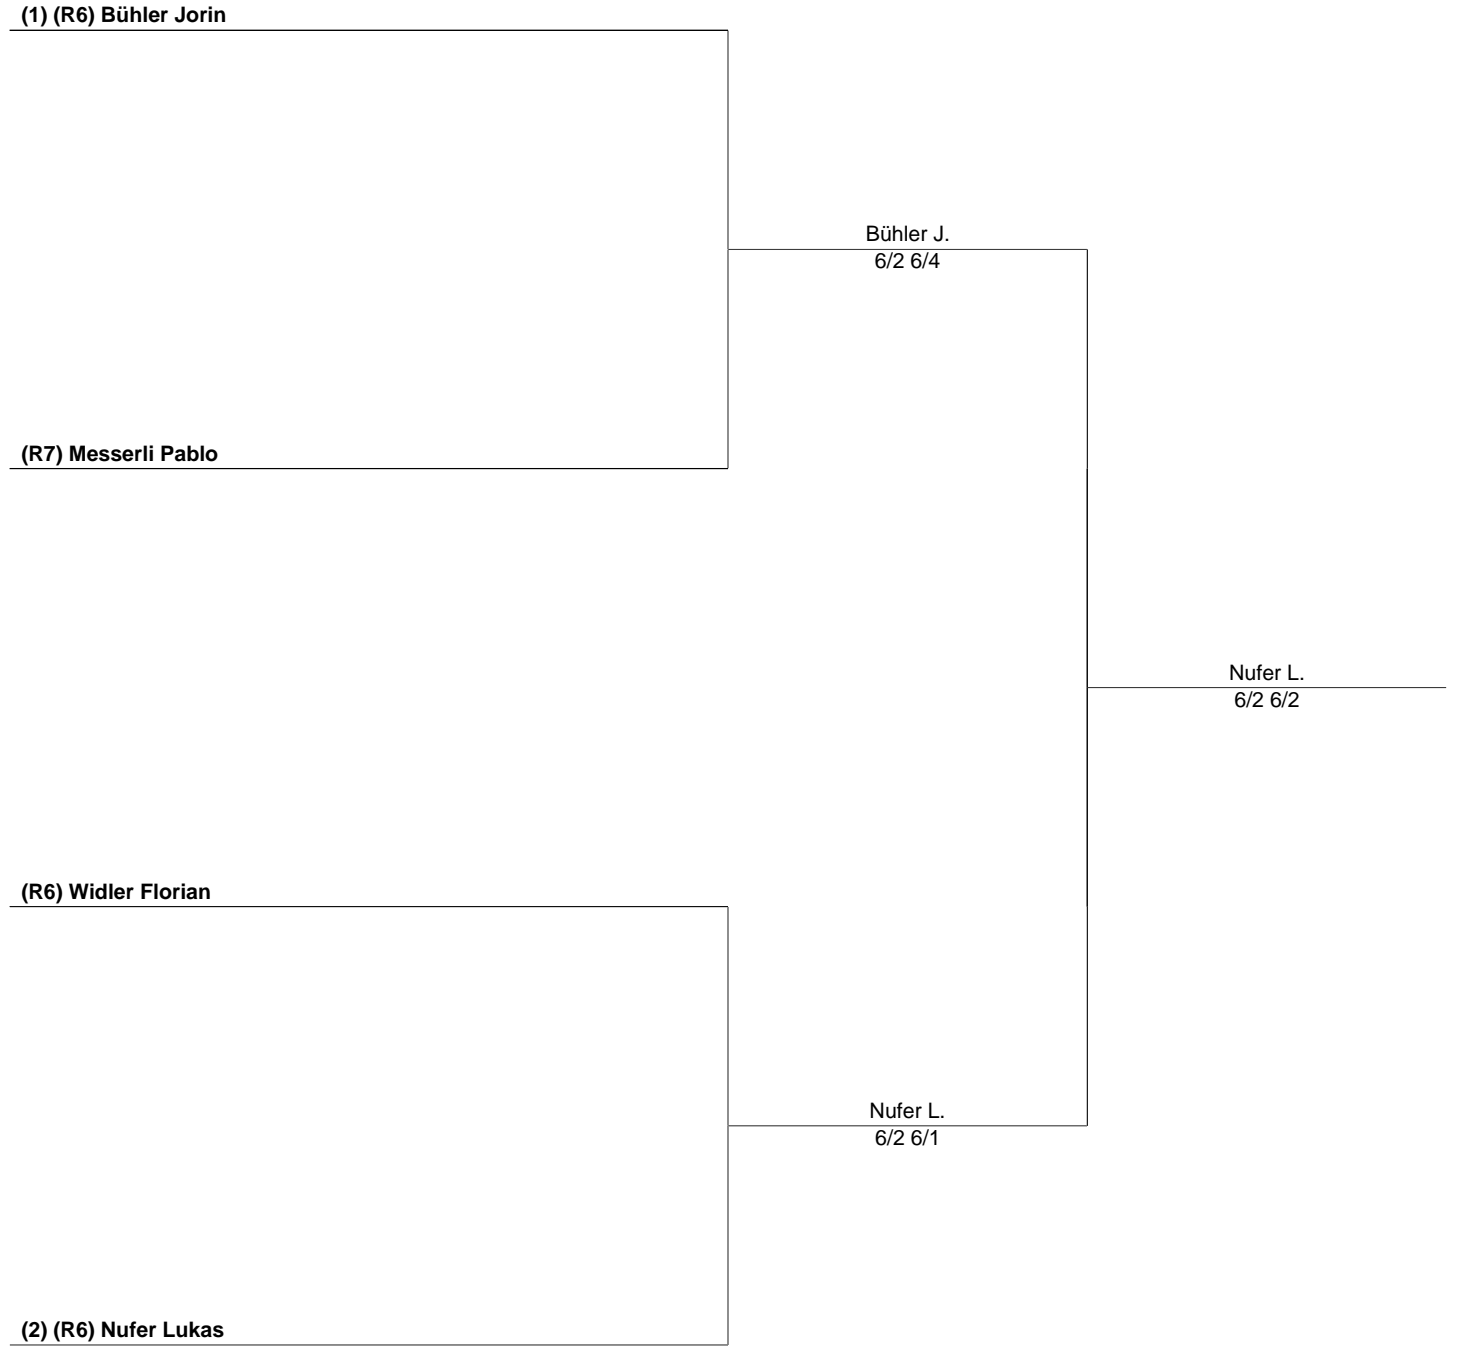 (1) (R6) Bühler Jorin
Bühler J.
6/2 6/4
(R7) Messerli Pablo
Nufer L.
6/2 6/2
(R6) Widler Florian
Nufer L.
6/2 6/1
(2) (R6) Nufer Lukas